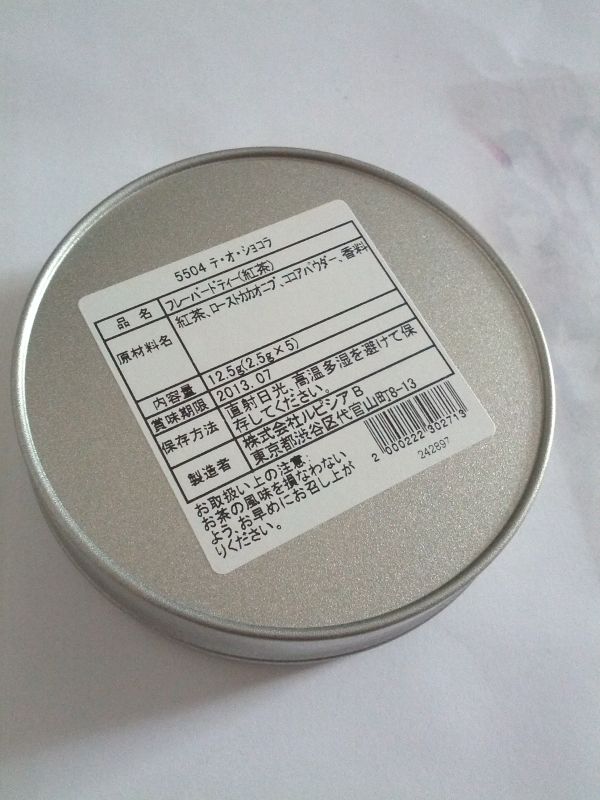 5504 テ・オ・ショコラ
品 名 フレーバードティー(紅茶)
原材料名 紅茶、ローストカカオニブ、ココアパウダー、香料
内容量 12.5g(2.5g×5)
賞味期限 2013.07
保存方法 直射日光、高温多湿を避けて保
存してください。
製造者 株式会社ルピシア B
東京都渋谷区代官山町8-13
お取扱い上の注意:
お茶の風味を損なわない
よう、お早めにお召し上が
りください。
2 000222 302713
242897